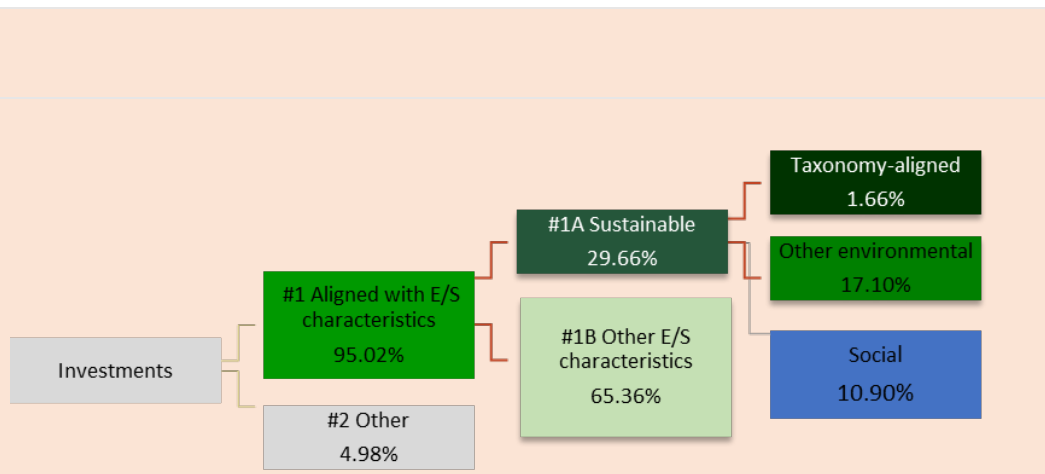 Investments
#1 Aligned with E/S
characteristics
95.02%
#2 Other
4.98%
#1A Sustainable
29.66%
#1B Other E/S
characteristics
65.36%
Taxonomy-aligned
1.66%
Other environmental
17.10%
Social
10.90%